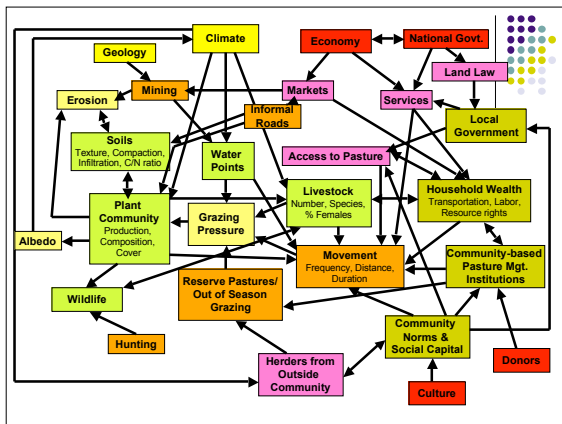 Geology
Climate
Economy
National Govt.
Land Law
Erosion
Mining
Markets
Services
Informal
Roads
Local
Government
Soils
Texture, Compaction,
Infiltration, C/N ratio
Water
Points
Access to Pasture
Plant
Community
Production,
Composition,
Cover
Grazing
Pressure
Livestock
Number, Species,
% Females
Household Wealth
Transportation, Labor,
Resource rights
Albedo
Movement
Frequency, Distance,
Duration
Community-based
Pasture Mgt.
Institutions
Wildlife
Reserve Pastures/
Out of Season
Grazing
Hunting
Community
Norms &
Social Capital
Herders from
Outside
Community
Donors
Culture